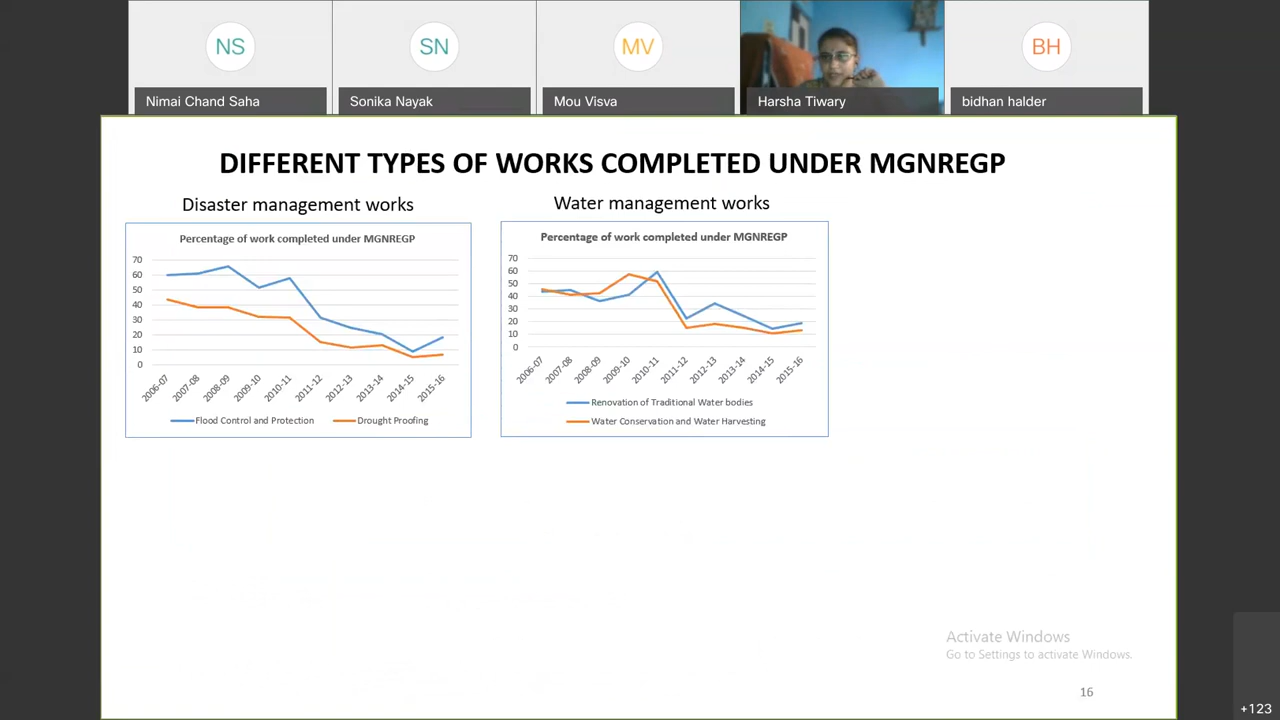 NS
SN
MV
BH
Nimai Chand Saha
Sonika Nayak
Mou Visva
Harsha Tiwary
bidhan halder
DIFFERENT TYPES OF WORKS COMPLETED UNDER MGNREGP
Disaster management works
Percentage of work completed under MGNREGP
70
60
50
40
30
20
10
0
2006-07
2007-08
2008-09
2009-10
2010-11
2011-12
2012-13
2013-14
2014-15
2015-16
Flood Control and Protection
Drought Proofing
Water management works
Percentage of work completed under MGNREGP
70
60
50
40
30
20
10
0
2006-07
2007-08
2008-09
2009-10
2010-11
2011-12
2012-13
2013-14
2014-15
2015-16
Renovation of Traditional Water bodies
Water Conservation and Water Harvesting
Activate Windows
Go to Settings to activate Windows.
16
+123